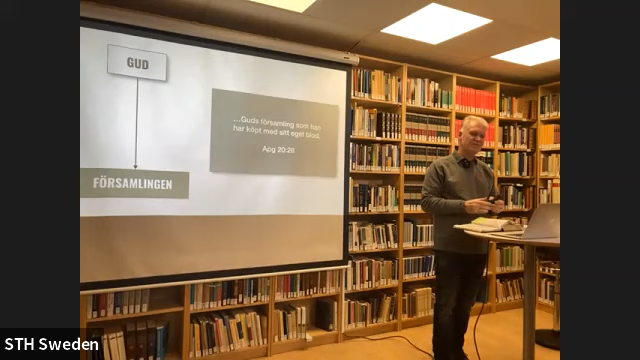 GUD
…Guds församling som han
har köpt med sitt eget blod.
Apg 20:28
FÖRSAMLINGEN
STH Sweden